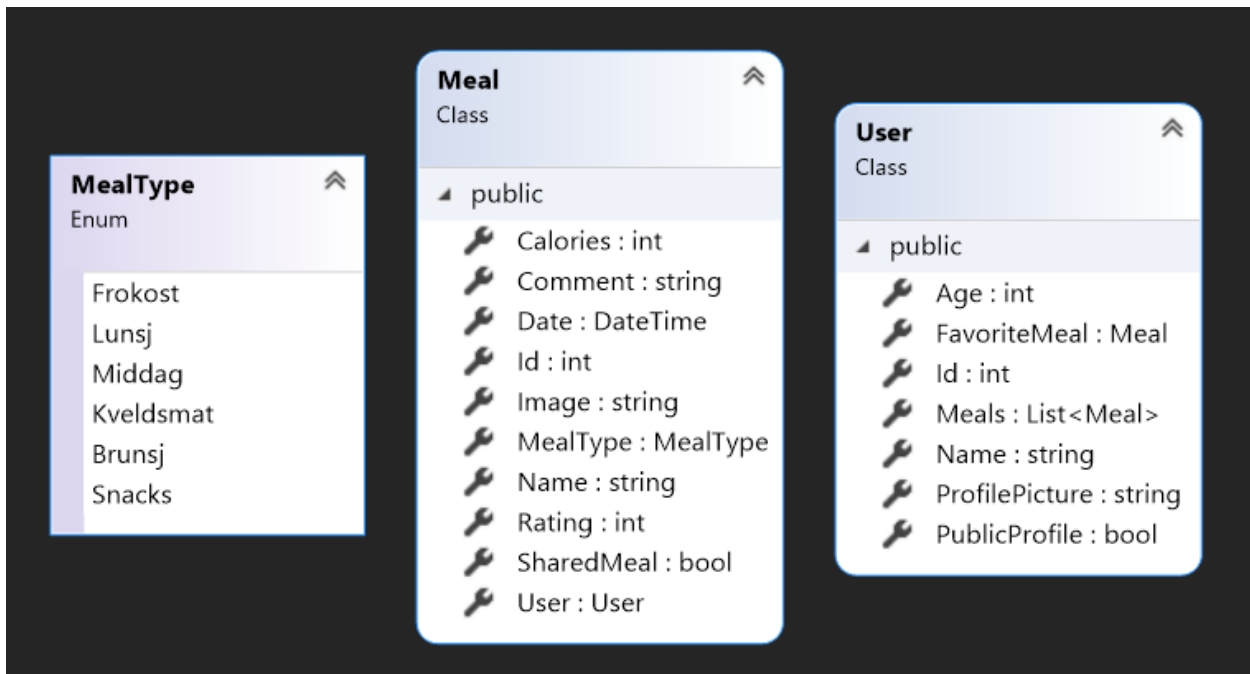 MealType
Enum
Frokost
Lunsj
Middag
Kveldsmat
Brunsj
Snacks
Meal
Class
public
Calories : int
Comment : string
Date : DateTime
Id : int
Image : string
MealType : MealType
Name : string
Rating : int
SharedMeal : bool
User : User
User
Class
public
Age : int
FavoriteMeal : Meal
Id : int
Meals : List<Meal>
Name : string
ProfilePicture : string
PublicProfile : bool